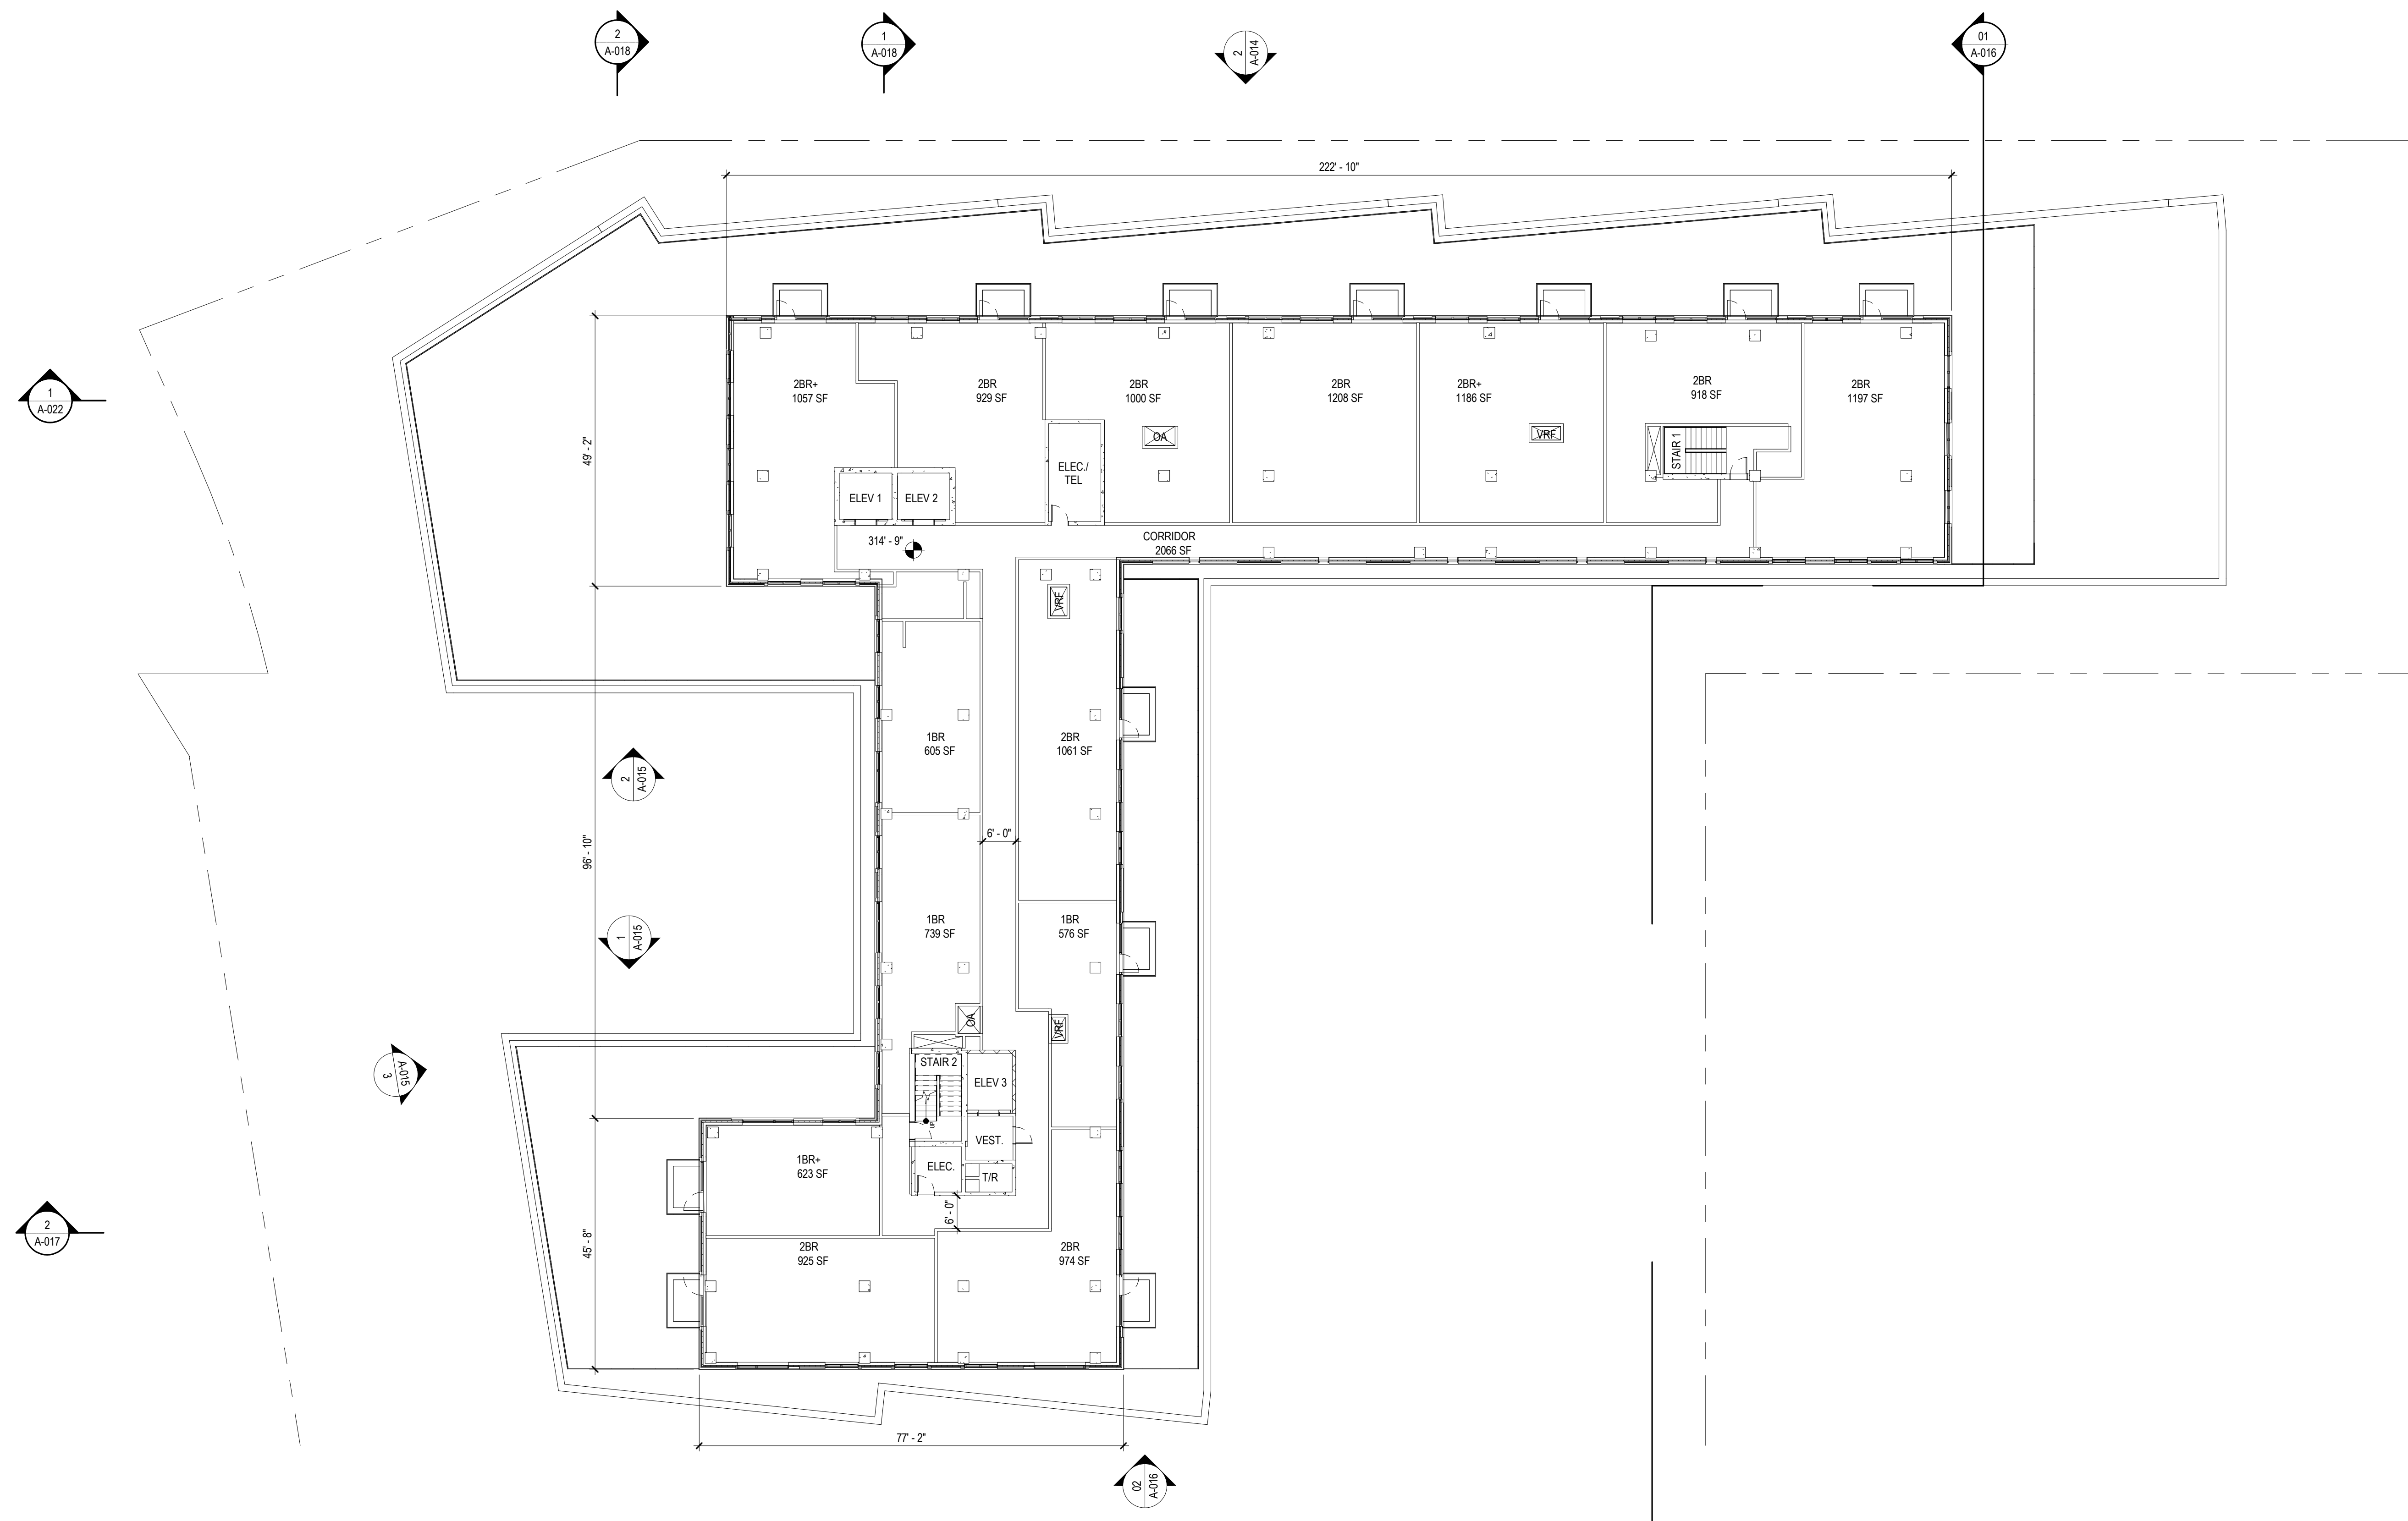 2
A-018
1
A-018
2
A-014
01
A-016
222' - 10"
1
A-022
49' - 2"
2BR+
1057 SF
2BR
929 SF
2BR
1000 SF
2BR
1208 SF
2BR+
1186 SF
2BR
918 SF
2BR
1197 SF
OA
VRF
STAIR 1
ELEC./
TEL
ELEV 1
ELEV 2
314' - 9"
CORRIDOR
2066 SF
VRF
1BR
605 SF
2BR
1061 SF
2
A-015
6' - 0"
96' - 10"
1
A-015
1BR
739 SF
1BR
576 SF
OA
VRF
3
A-015
STAIR 2
ELEV 3
UP
VEST.
1BR+
623 SF
ELEC.
T/R
6' - 0"
2
A-017
45' - 8"
2BR
925 SF
2BR
974 SF
77' - 2"
02
A-016